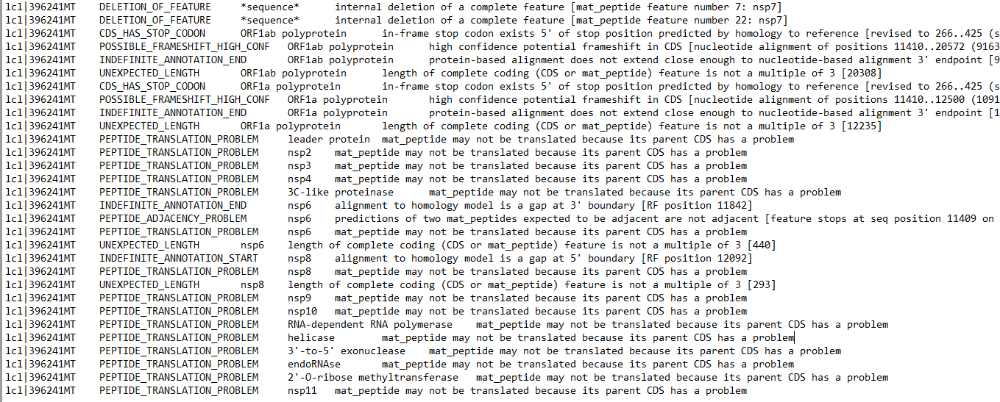 lcl|396241MT DELETION_OF_FEATURE *sequence* internal deletion of a complete feature [mat_peptide feature number 7: nsp7]
lcl|396241MT DELETION_OF_FEATURE *sequence* internal deletion of a complete feature [mat_peptide feature number 22: nsp7]
lcl|396241MT CDS_HAS_STOP_CODON ORF1ab polyprotein in-frame stop codon exists 5' of stop position predicted by homology to reference [revised to 266..425 (s
lcl|396241MT POSSIBLE_FRAMESHIFT_HIGH_CONF ORF1ab polyprotein high confidence potential frameshift in CDS [nucleotide alignment of positions 11410..20572 (9163
lcl|396241MT INDEFINITE_ANNOTATION_END ORF1ab polyprotein protein-based alignment does not extend close enough to nucleotide-based alignment 3' endpoint [9
lcl|396241MT UNEXPECTED_LENGTH ORF1ab polyprotein length of complete coding (CDS or mat_peptide) feature is not a multiple of 3 [20308]
lcl|396241MT CDS_HAS_STOP_CODON ORF1a polyprotein in-frame stop codon exists 5' of stop position predicted by homology to reference [revised to 266..425 (s
lcl|396241MT POSSIBLE_FRAMESHIFT_HIGH_CONF ORF1a polyprotein high confidence potential frameshift in CDS [nucleotide alignment of positions 11410..12500 (1091
lcl|396241MT INDEFINITE_ANNOTATION_END ORF1a polyprotein protein-based alignment does not extend close enough to nucleotide-based alignment 3' endpoint [1
lcl|396241MT UNEXPECTED_LENGTH ORF1a polyprotein length of complete coding (CDS or mat_peptide) feature is not a multiple of 3 [12235]
lcl|396241MT PEPTIDE_TRANSLATION_PROBLEM leader protein mat_peptide may not be translated because its parent CDS has a problem
lcl|396241MT PEPTIDE_TRANSLATION_PROBLEM nsp2 mat_peptide may not be translated because its parent CDS has a problem
lcl|396241MT PEPTIDE_TRANSLATION_PROBLEM nsp3 mat_peptide may not be translated because its parent CDS has a problem
lcl|396241MT PEPTIDE_TRANSLATION_PROBLEM nsp4 mat_peptide may not be translated because its parent CDS has a problem
lcl|396241MT PEPTIDE_TRANSLATION_PROBLEM 3C-like proteinase mat_peptide may not be translated because its parent CDS has a problem
lcl|396241MT INDEFINITE_ANNOTATION_END nsp6 alignment to homology model is a gap at 3' boundary [RF position 11842]
lcl|396241MT PEPTIDE_ADJACENCY_PROBLEM nsp6 predictions of two mat_peptides expected to be adjacent are not adjacent [feature stops at seq position 11409 on
lcl|396241MT PEPTIDE_TRANSLATION_PROBLEM nsp6 mat_peptide may not be translated because its parent CDS has a problem
lcl|396241MT UNEXPECTED_LENGTH nsp6 length of complete coding (CDS or mat_peptide) feature is not a multiple of 3 [440]
lcl|396241MT INDEFINITE_ANNOTATION_START nsp8 alignment to homology model is a gap at 5' boundary [RF position 12092]
lcl|396241MT PEPTIDE_TRANSLATION_PROBLEM nsp8 mat_peptide may not be translated because its parent CDS has a problem
lcl|396241MT UNEXPECTED_LENGTH nsp8 length of complete coding (CDS or mat_peptide) feature is not a multiple of 3 [293]
lcl|396241MT PEPTIDE_TRANSLATION_PROBLEM nsp9 mat_peptide may not be translated because its parent CDS has a problem
lcl|396241MT PEPTIDE_TRANSLATION_PROBLEM nsp10 mat_peptide may not be translated because its parent CDS has a problem
lcl|396241MT PEPTIDE_TRANSLATION_PROBLEM RNA-dependent RNA polymerase mat_peptide may not be translated because its parent CDS has a problem
lcl|396241MT PEPTIDE_TRANSLATION_PROBLEM helicase mat_peptide may not be translated because its parent CDS has a problem
lcl|396241MT PEPTIDE_TRANSLATION_PROBLEM 3'-to-5' exonuclease mat_peptide may not be translated because its parent CDS has a problem
lcl|396241MT PEPTIDE_TRANSLATION_PROBLEM endoRNAse mat_peptide may not be translated because its parent CDS has a problem
lcl|396241MT PEPTIDE_TRANSLATION_PROBLEM 2'-O-ribose methyltransferase mat_peptide may not be translated because its parent CDS has a problem
lcl|396241MT PEPTIDE_TRANSLATION_PROBLEM nsp11 mat_peptide may not be translated because its parent CDS has a problem